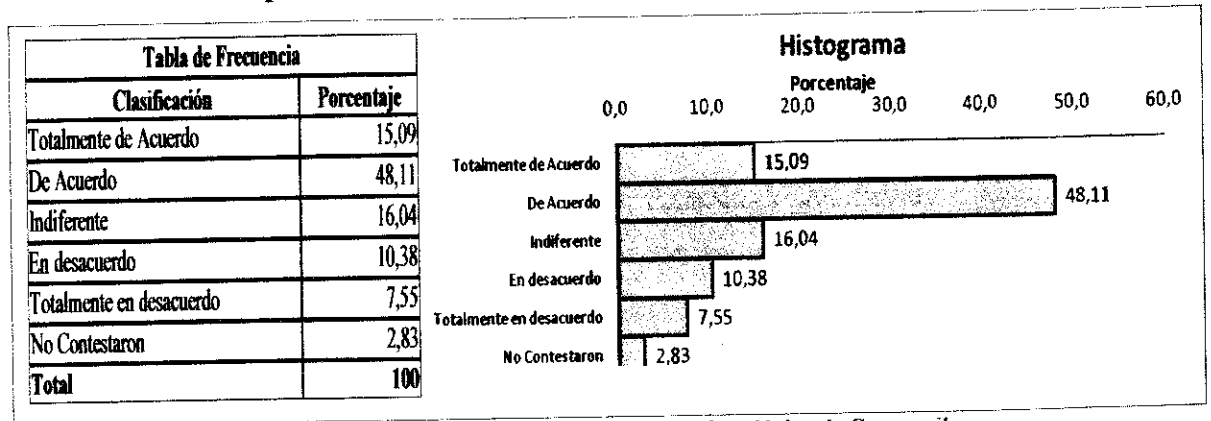 Tabla de Frecuencia
Clasificación Porcentaje
Totalmente de Acuerdo 15,09
De Acuerdo 48,11
Indiferente 16,04
En desacuerdo 10,38
Totalmente en desacuerdo 7,55
No Contestaron 2,83
Total 100
Histograma
Porcentaje
0,0 10,0 20,0 30,0 40,0 50,0 60,0
Totalmente de Acuerdo 15,09
De Acuerdo 48,11
Indiferente 16,04
En desacuerdo 10,38
Totalmente en desacuerdo 7,55
No Contestaron 2,83